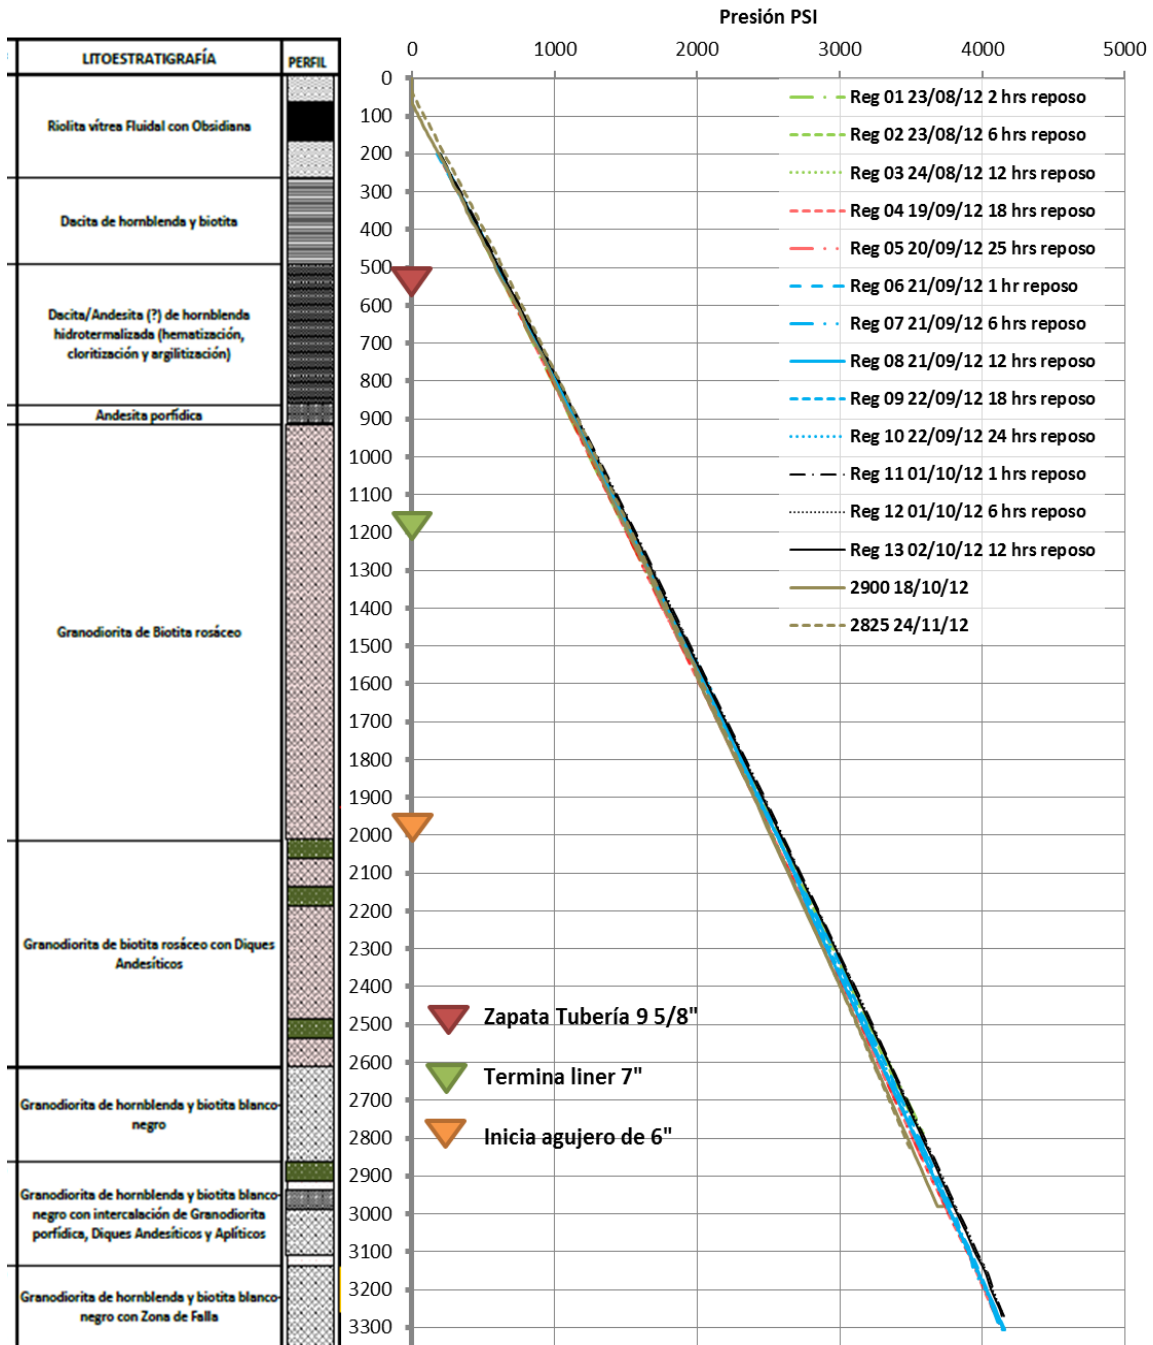 Presión PSI
LITOESTRATIGRAFÍA
PERFIL
0 1000 2000 3000 4000 5000
Riolita vítrea Fluidal con Obsidiana
Dacita de hornblenda y biotita
Dacita/Andesita (?) de hornblenda
hidrotermalizada (hematización,
cloritización y argilitización)
Andesita porfídica
Granodiorita de Biotita rosáceo
Granodiorita de biotita rosáceo con Diques
Andesíticos
Granodiorita de hornblenda y biotita blanco-
negro
Granodiorita de hornblenda y biotita blanco-
negro con intercalación de Granodiorita
porfídica, Diques Andesíticos y Aplíticos
Granodiorita de hornblenda y biotita blanco-
negro con Zona de Falla
0
100
200
300
400
500
600
700
800
900
1000
1100
1200
1300
1400
1500
1600
1700
1800
1900
2000
2100
2200
2300
2400
2500
2600
2700
2800
2900
3000
3100
3200
3300
Reg 01 23/08/12 2 hrs reposo
Reg 02 23/08/12 6 hrs reposo
Reg 03 24/08/12 12 hrs reposo
Reg 04 19/09/12 18 hrs reposo
Reg 05 20/09/12 25 hrs reposo
Reg 06 21/09/12 1 hr reposo
Reg 07 21/09/12 6 hrs reposo
Reg 08 21/09/12 12 hrs reposo
Reg 09 22/09/12 18 hrs reposo
Reg 10 22/09/12 24 hrs reposo
Reg 11 01/10/12 1 hrs reposo
Reg 12 01/10/12 6 hrs reposo
Reg 13 02/10/12 12 hrs reposo
2900 18/10/12
2825 24/11/12
Zapata Tubería 9 5/8"
Termina liner 7"
Inicia agujero de 6"